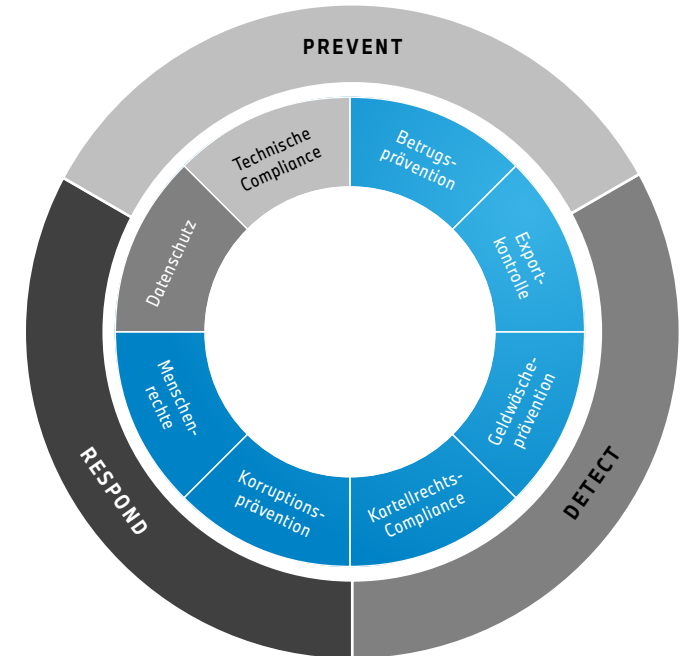 PREVENT
Technische
Compliance
Betrugs-
prävention
Export-
kontrolle
Geldwäsche-
prävention
Kartellrechts-
Compliance
Korruptions-
prävention
Menschen-
rechte
Datenschutz
DETECT
RESPOND